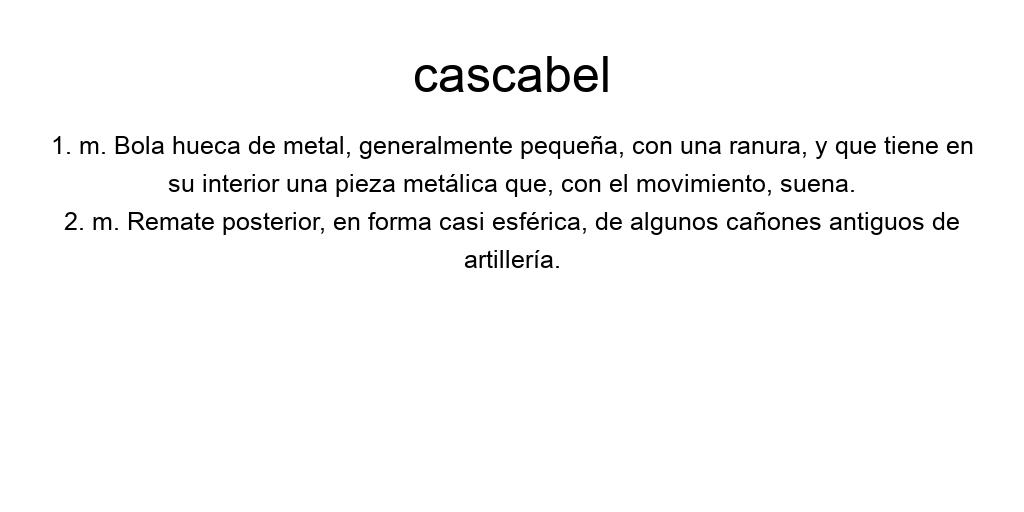 cascabel
1. m. Bola hueca de metal, generalmente pequeña, con una ranura, y que tiene en
su interior una pieza metálica que, con el movimiento, suena.
2. m. Remate posterior, en forma casi esférica, de algunos cañones antiguos de
artillería.